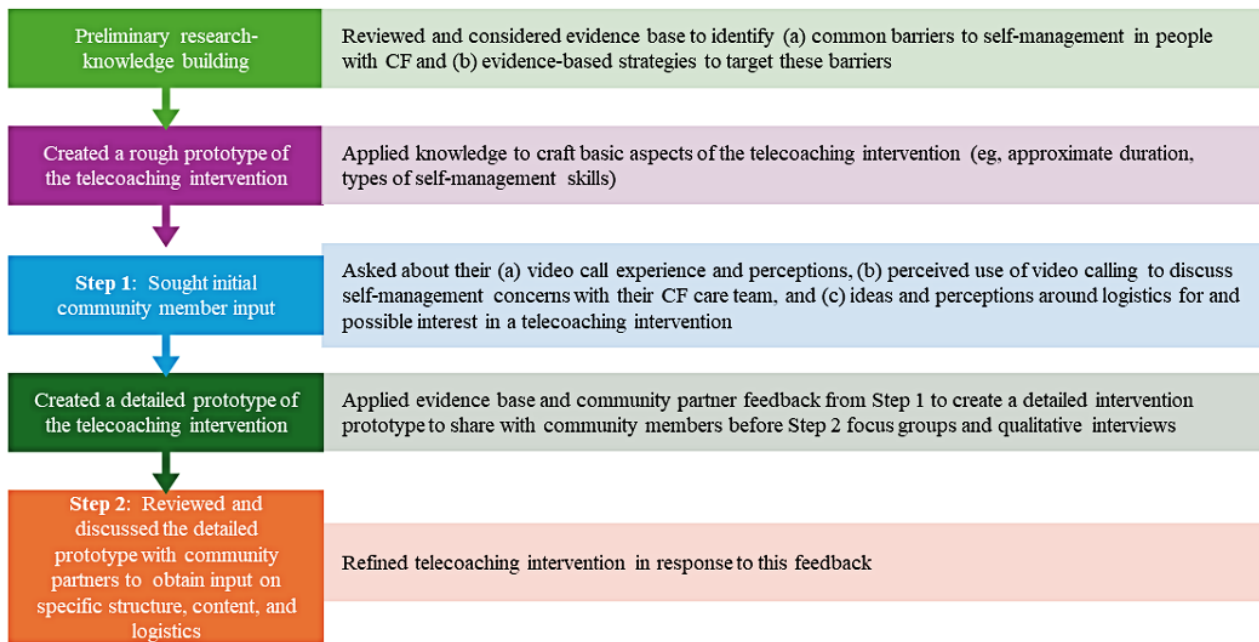 Preliminary research-
knowledge building
Reviewed and considered evidence base to identify (a) common barriers to self-management in people
with CF and (b) evidence-based strategies to target these barriers
Created a rough prototype of
the telecoaching intervention
Applied knowledge to craft basic aspects of the telecoaching intervention (eg, approximate duration,
types of self-management skills)
Step 1: Sought initial
community member input
Asked about their (a) video call experience and perceptions, (b) perceived use of video calling to discuss
self-management concerns with their CF care team, and (c) ideas and perceptions around logistics for and
possible interest in a telecoaching intervention
Created a detailed prototype of
the telecoaching intervention
Applied evidence base and community partner feedback from Step 1 to create a detailed intervention
prototype to share with community members before Step 2 focus groups and qualitative interviews
Step 2: Reviewed and
discussed the detailed
prototype with community
partners to obtain input on
specific structure, content, and
logistics
Refined telecoaching intervention in response to this feedback